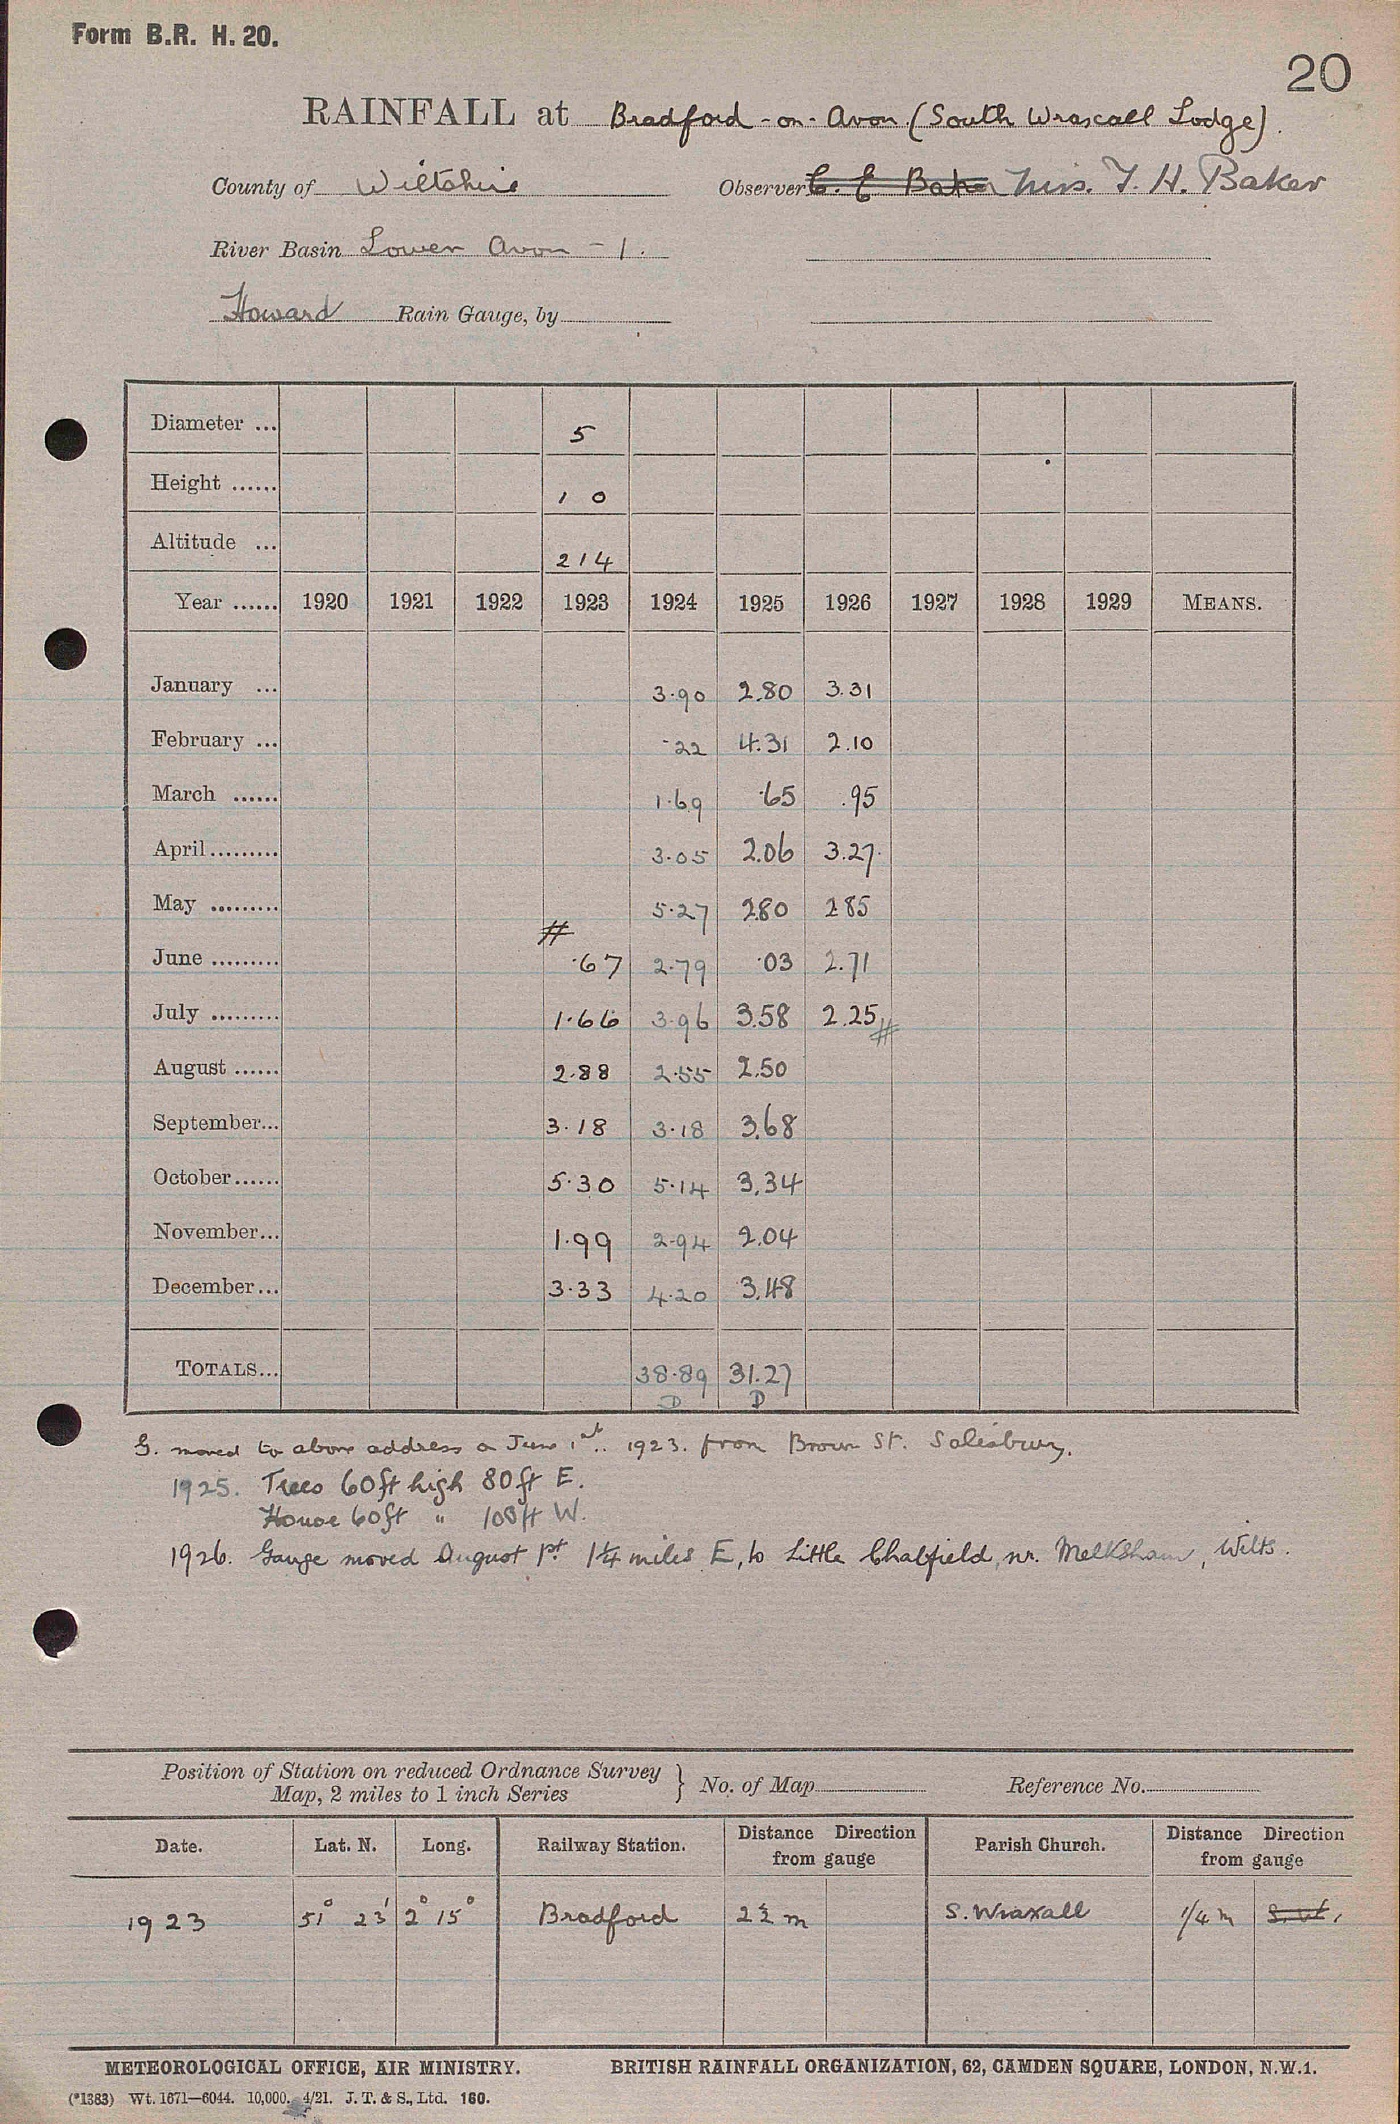 Form B.R. H. 20.
20
RAINFALL at Bradford-on-Avon (South Wraxall Lodge).
County of Wiltshire Observer C. E Baker Mrs. T. H. Baker
River Basin Lower Avon - 1.
Howard Rain Gauge, by
Diameter ... 5
Height ...... 1 0
Altitude ... 214
Year ...... 1920 1921 1922 1923 1924 1925 1926 1927 1928 1929 MEANS.
January ... 3.90 2.80 3.31
February ... .22 4.31 2.10
March ...... 1.69 .65 .95
April ......... 3.05 2.06 3.27
May ......... 5.27 2.80 2.85
#
June ......... .67 2.79 .03 2.71
July ......... 1.66 3.96 3.58 2.25 #
August ...... 2.88 2.55 2.50
September... 3.18 3.18 3.68
October...... 5.30 5.14 3.34
November... 1.99 2.94 2.04
December... 3.33 4.20 3.48
TOTALS... 38.89 31.27
D D
G. moved to above address on June 1st. 1923. from Brown St. Salisbury.
1925. Trees 60ft high 80ft E.
House 60ft " 100ft W.
1926. Gauge moved August 1st 1¼ miles E, to Little Chalfield, nr. Melksham, Wilts.
Position of Station on reduced Ordnance Survey
Map, 2 miles to 1 inch Series } No. of Map Reference No.
Date. Lat. N. Long. Railway Station. Distance Direction from gauge Parish Church. Distance Direction from gauge
1923 51° 23' 2° 15° Bradford 2½ m S. Wraxall 1/4 m
METEOROLOGICAL OFFICE, AIR MINISTRY. BRITISH RAINFALL ORGANIZATION, 62, CAMDEN SQUARE, LONDON, N.W.1.
(*1383) Wt. 1671—6044. 10,000. 4/21. J. T. & S., Ltd. 160.